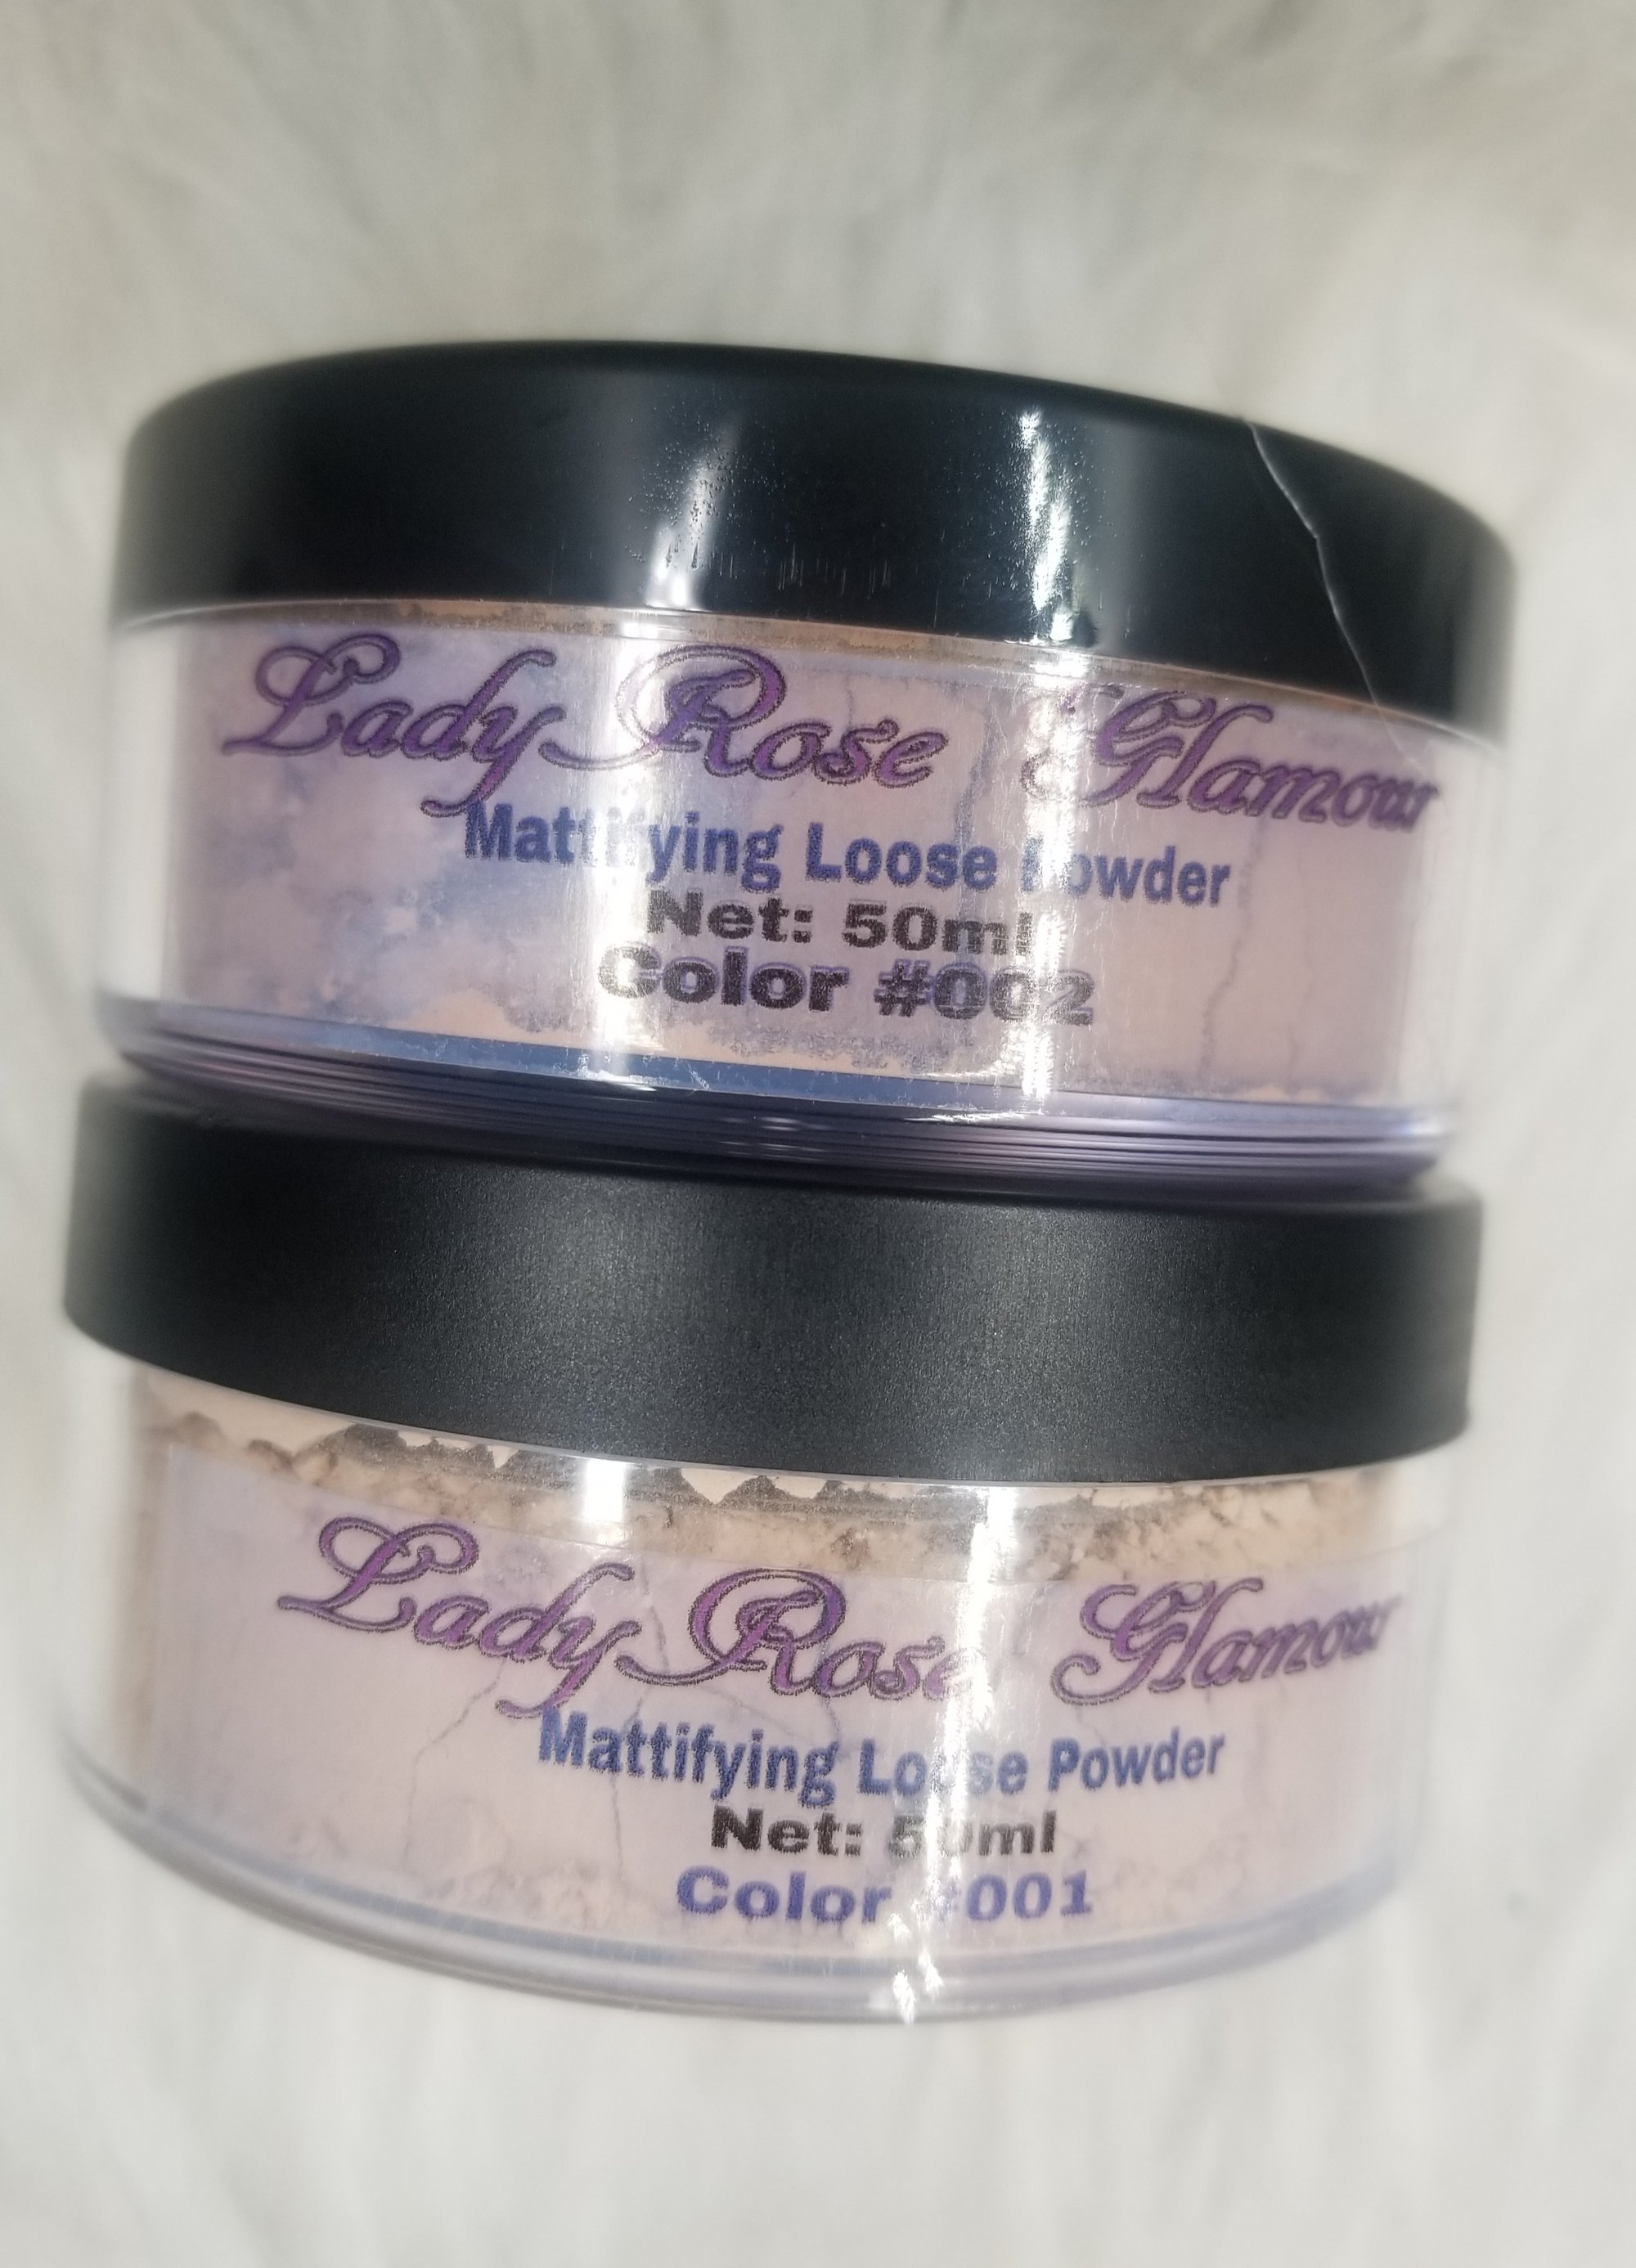 Lady Rose Glamour
Mattifying Loose Powder
Net: 50ml
Color #002
Lady Rose Glamour
Mattifying Loose Powder
Net: 50ml
Color #001